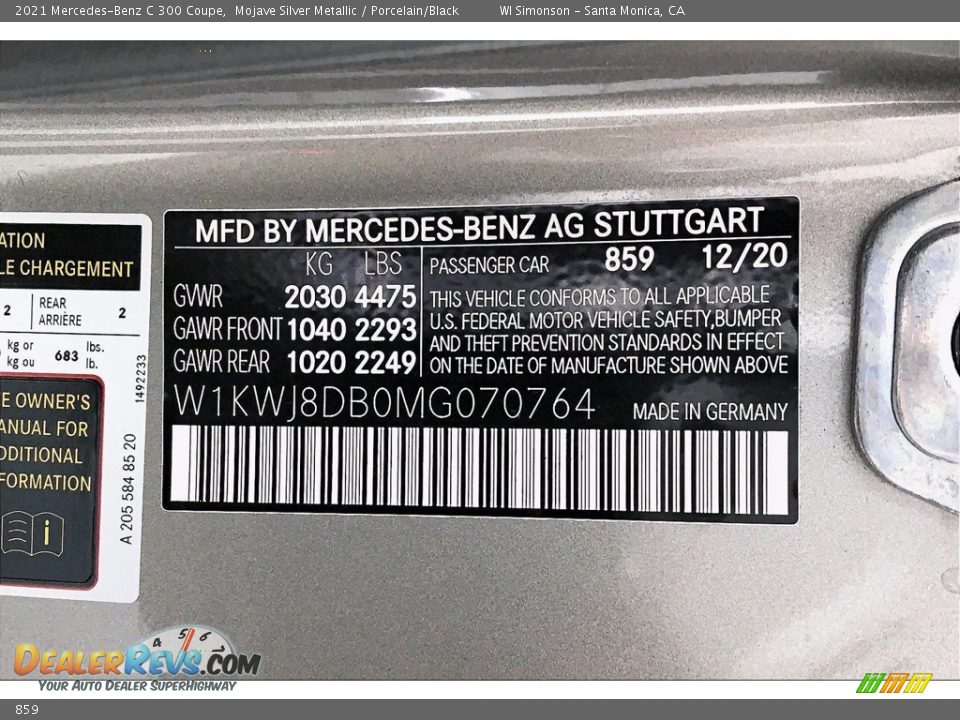 2021 Mercedes-Benz C 300 Coupe, Mojave Silver Metallic / Porcelain/Black WI Simonson - Santa Monica, CA
ATION
LE CHARGEMENT
2 REAR ARRIÈRE 2
kg or kg ou 683 lbs. lb.
E OWNER'S
ANUAL FOR
DDITIONAL
FORMATION
i
1492233
A 205 584 85 20
MFD BY MERCEDES-BENZ AG STUTTGART
KG LBS
GVWR 2030 4475
GAWR FRONT 1040 2293
GAWR REAR 1020 2249
PASSENGER CAR 859 12/20
THIS VEHICLE CONFORMS TO ALL APPLICABLE
U.S. FEDERAL MOTOR VEHICLE SAFETY,BUMPER
AND THEFT PREVENTION STANDARDS IN EFFECT
ON THE DATE OF MANUFACTURE SHOWN ABOVE
W1KWJ8DB0MG070764 MADE IN GERMANY
4 5 6 7
DEALERREVS.COM
YOUR AUTO DEALER SUPERHIGHWAY
859